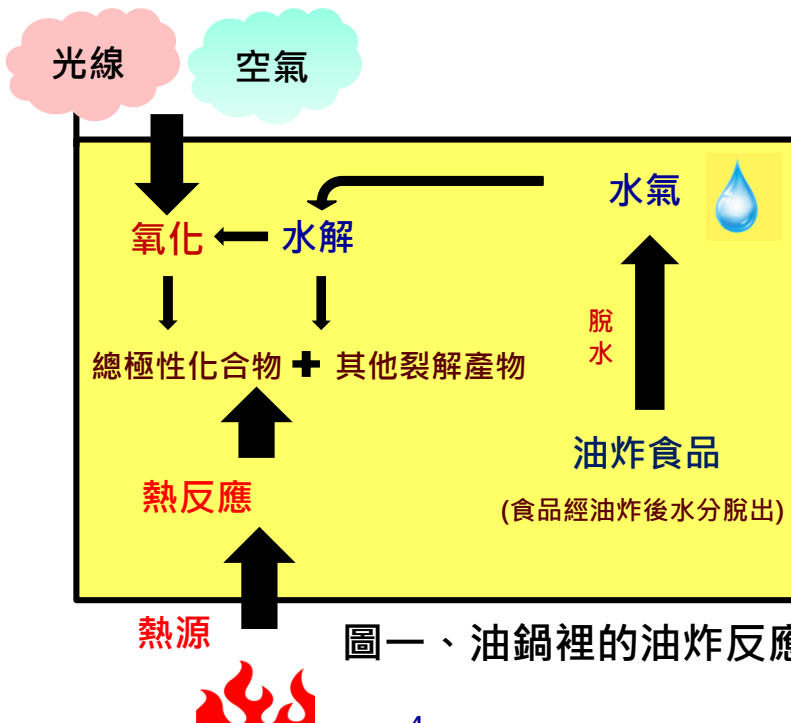 光線
空氣
水氣
氧化
水解
脫
水
總極性化合物 + 其他裂解產物
油炸食品
(食品經油炸後水分脫出)
熱反應
熱源
圖一、油鍋裡的油炸反